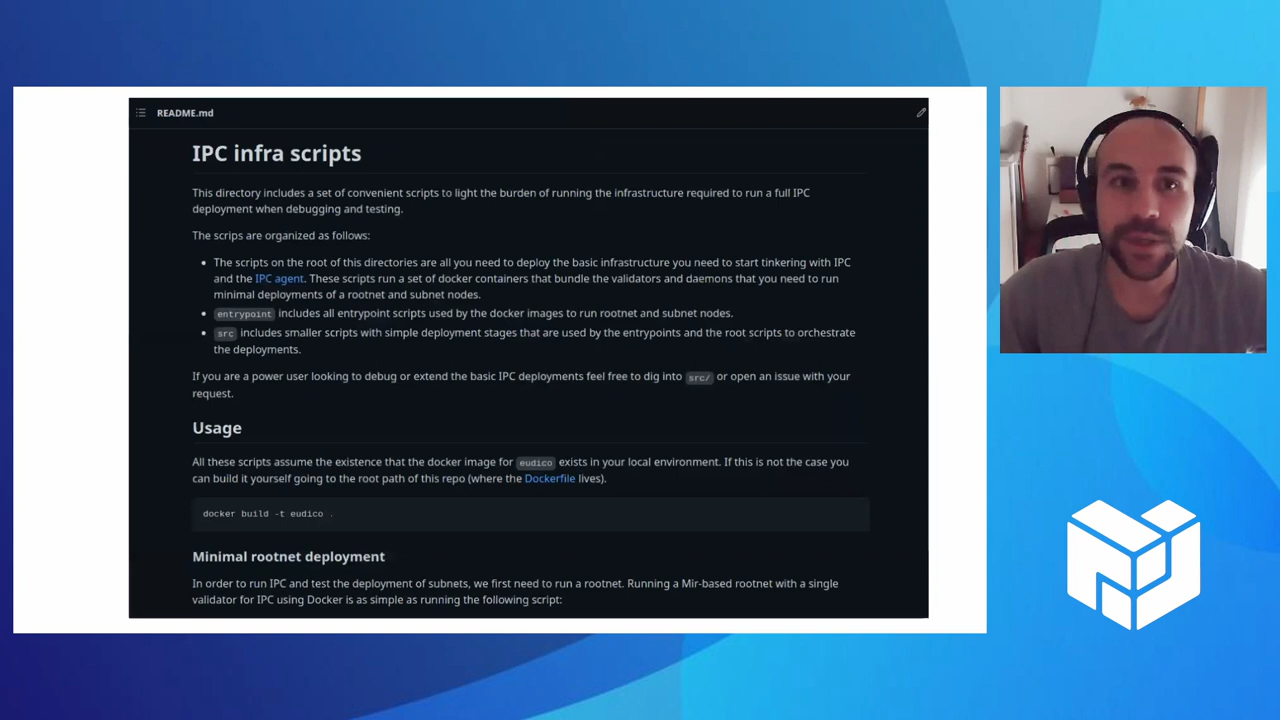 README.md
IPC infra scripts
This directory includes a set of convenient scripts to light the burden of running the infrastructure required to run a full IPC
deployment when debugging and testing.
The scrips are organized as follows:
The scripts on the root of this directories are all you need to deploy the basic infrastructure you need to start tinkering with IPC
and the IPC agent. These scripts run a set of docker containers that bundle the validators and daemons that you need to run
minimal deployments of a rootnet and subnet nodes.
entrypoint includes all entrypoint scripts used by the docker images to run rootnet and subnet nodes.
src includes smaller scripts with simple deployment stages that are used by the entrypoints and the root scripts to orchestrate
the deployments.
If you are a power user looking to debug or extend the basic IPC deployments feel free to dig into src/ or open an issue with your
request.
Usage
All these scripts assume the existence that the docker image for eudico exists in your local environment. If this is not the case you
can build it yourself going to the root path of this repo (where the Dockerfile lives).
docker build -t eudico .
Minimal rootnet deployment
In order to run IPC and test the deployment of subnets, we first need to run a rootnet. Running a Mir-based rootnet with a single
validator for IPC using Docker is as simple as running the following script: